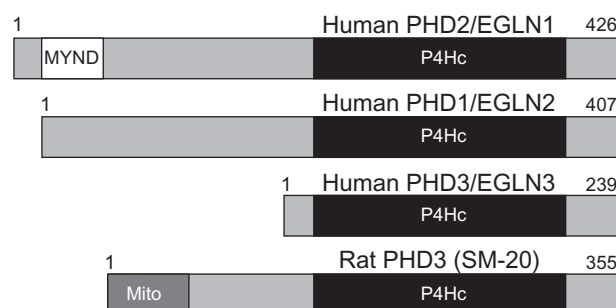 1 Human PHD2/EGLN1 426
MYND P4Hc
1 Human PHD1/EGLN2 407
P4Hc
1 Human PHD3/EGLN3 239
P4Hc
1 Rat PHD3 (SM-20) 355
Mito P4Hc